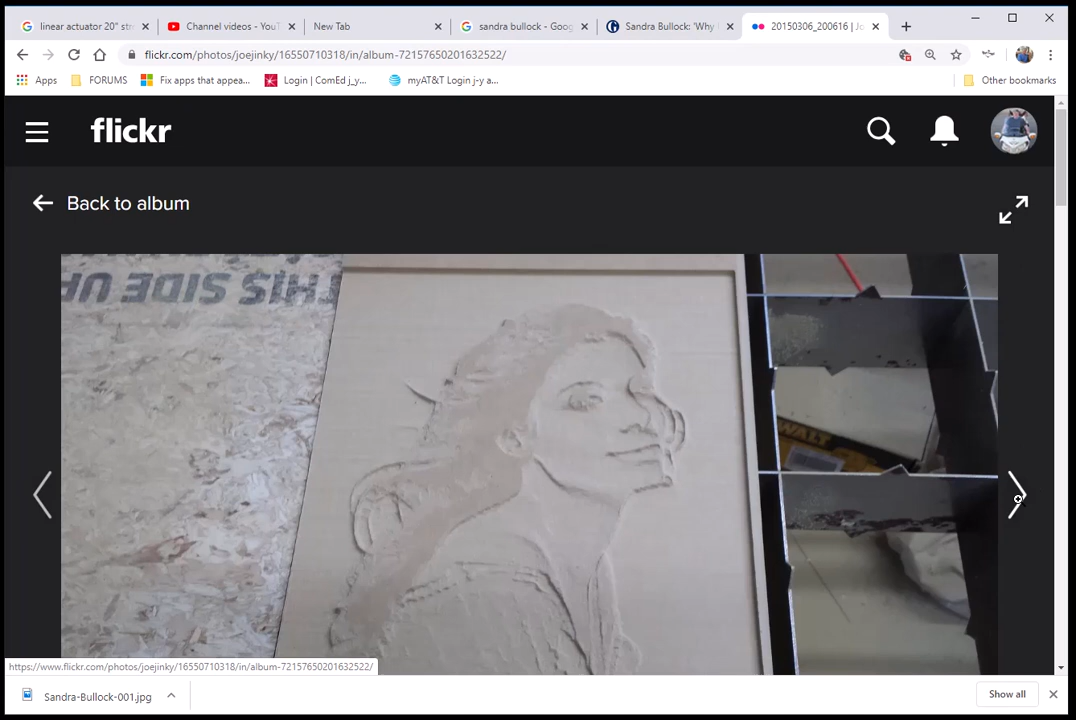 linear actuator 20" str
Channel videos - YouT
New Tab
sandra bullock - Goog
Sandra Bullock: 'Why
20150306_200616 | Jo
flickr.com/photos/joejinky/16550710318/in/album-72157650201632522/
Apps
FORUMS
Fix apps that appea...
Login | ComEd j_y...
myAT&T Login j-y a...
Other bookmarks
flickr
Back to album
THIS SIDE UP
WALT
https://www.flickr.com/photos/joejinky/16550710318/in/album-72157650201632522/
Sandra-Bullock-001.jpg
Show all